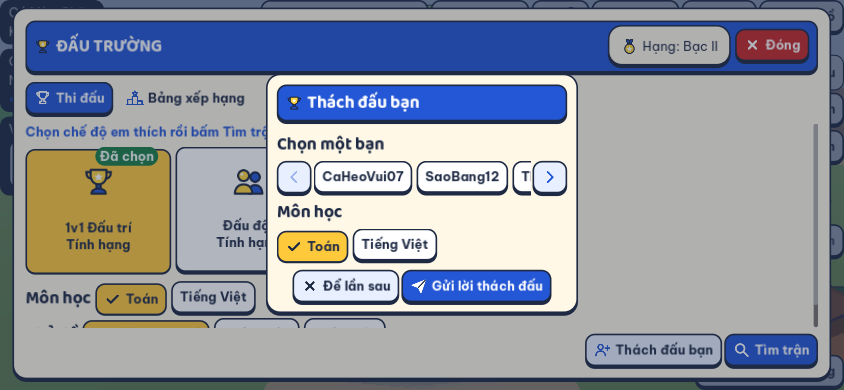 ĐẤU TRƯỜNG
Hạng: Bạc II
Đóng
Thi đấu
Bảng xếp hạng
Chọn chế độ em thích rồi bấm Tìm
Đã chọn
1v1 Đấu trí
Tính hạng
Đấu
Tính
Môn học
Toán
Tiếng Việt
Thách đấu bạn
Chọn một bạn
CaHeoVui07
SaoBang12
Môn học
Toán
Tiếng Việt
Để lần sau
Gửi lời thách đấu
Thách đấu bạn
Tìm trận